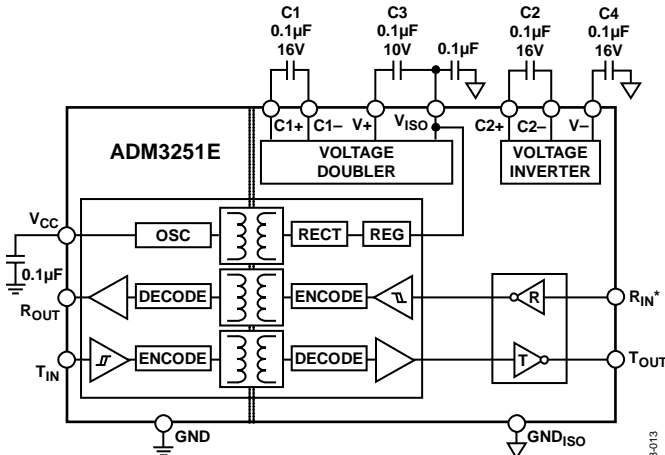 C1
0.1µF
16V
C3
0.1µF
10V
0.1µF
C2
0.1µF
16V
C4
0.1µF
16V
C1+ C1– V+ VISO C2+ C2– V–
ADM3251E
VOLTAGE
DOUBLER
VOLTAGE
INVERTER
VCC
OSC RECT REG
0.1µF
DECODE ENCODE R RIN*
ROUT
TIN ENCODE DECODE T TOUT
GND GNDISO